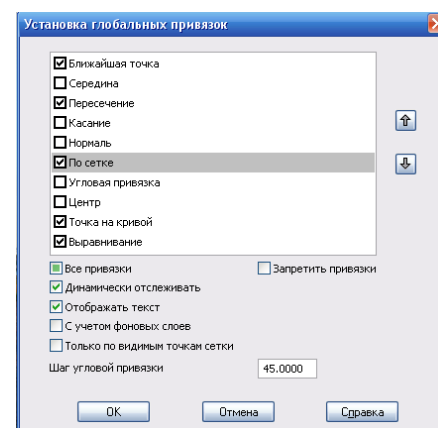 Установка глобальных привязок
Ближайшая точка
Середина
Пересечение
Касание
Нормаль
По сетке
Угловая привязка
Центр
Точка на кривой
Выравнивание
Все привязки
Запретить привязки
Динамически отслеживать
Отображать текст
С учетом фоновых слоев
Только по видимым точкам сетки
Шаг угловой привязки
45.0000
OK
Отмена
Справка